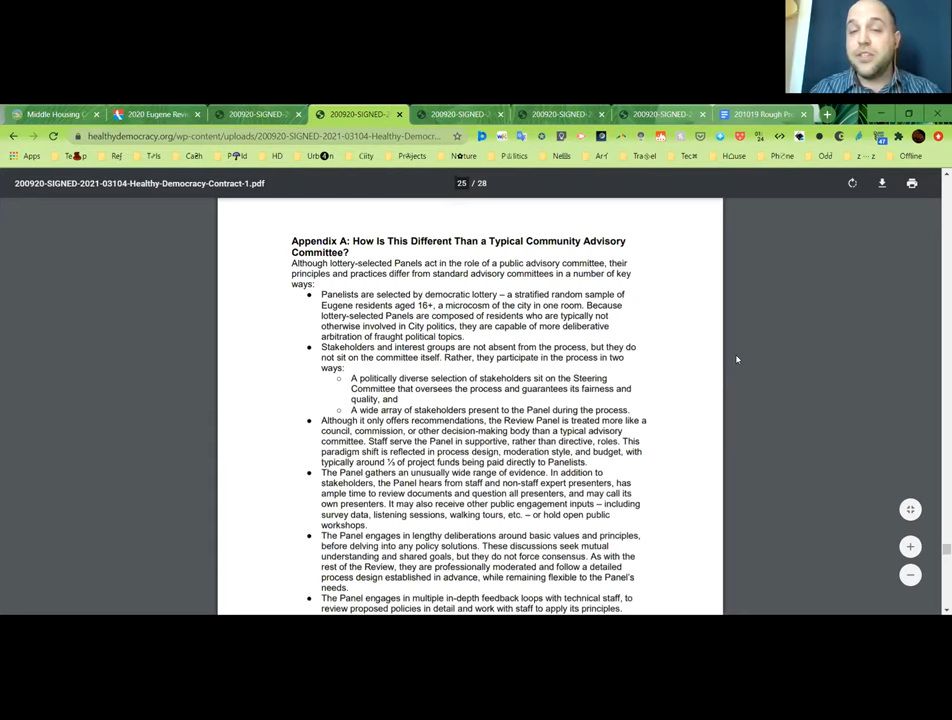 Middle Housing C
2020 Eugene Revi
200920-SIGNED-
200920-SIGNED-2
200920-SIGNED-
200920-SIGNED-2
200920-SIGNED-2
201019 Rough Pro
healthydemocracy.org/wp-content/uploads/200920-SIGNED-2021-03104-Healthy-Democr...
Apps
Ref
HD
City
Projects
Nature
Politics
Art
Travel
Tech
House
Phone
Odd
Offline
200920-SIGNED-2021-03104-Healthy-Democracy-Contract-1.pdf
25 / 28
Appendix A: How Is This Different Than a Typical Community Advisory
Committee?
Although lottery-selected Panels act in the role of a public advisory committee, their
principles and practices differ from standard advisory committees in a number of key
ways:
● Panelists are selected by democratic lottery – a stratified random sample of
Eugene residents aged 16+, a microcosm of the city in one room. Because
lottery-selected Panels are composed of residents who are typically not
otherwise involved in City politics, they are capable of more deliberative
arbitration of fraught political topics.
● Stakeholders and interest groups are not absent from the process, but they do
not sit on the committee itself. Rather, they participate in the process in two
ways:
○ A politically diverse selection of stakeholders sit on the Steering
Committee that oversees the process and guarantees its fairness and
quality, and
○ A wide array of stakeholders present to the Panel during the process.
● Although it only offers recommendations, the Review Panel is treated more like a
council, commission, or other decision-making body than a typical advisory
committee. Staff serve the Panel in supportive, rather than directive, roles. This
paradigm shift is reflected in process design, moderation style, and budget, with
typically around ⅓ of project funds being paid directly to Panelists.
● The Panel gathers an unusually wide range of evidence. In addition to
stakeholders, the Panel hears from staff and non-staff expert presenters, has
ample time to review documents and question all presenters, and may call its
own presenters. It may also receive other public engagement inputs – including
survey data, listening sessions, walking tours, etc. – or hold open public
workshops.
● The Panel engages in lengthy deliberations around basic values and principles,
before delving into any policy solutions. These discussions seek mutual
understanding and shared goals, but they do not force consensus. As with the
rest of the Review, they are professionally moderated and follow a detailed
process design established in advance, while remaining flexible to the Panel's
needs.
● The Panel engages in multiple in-depth feedback loops with technical staff, to
review proposed policies in detail and work with staff to apply its principles.